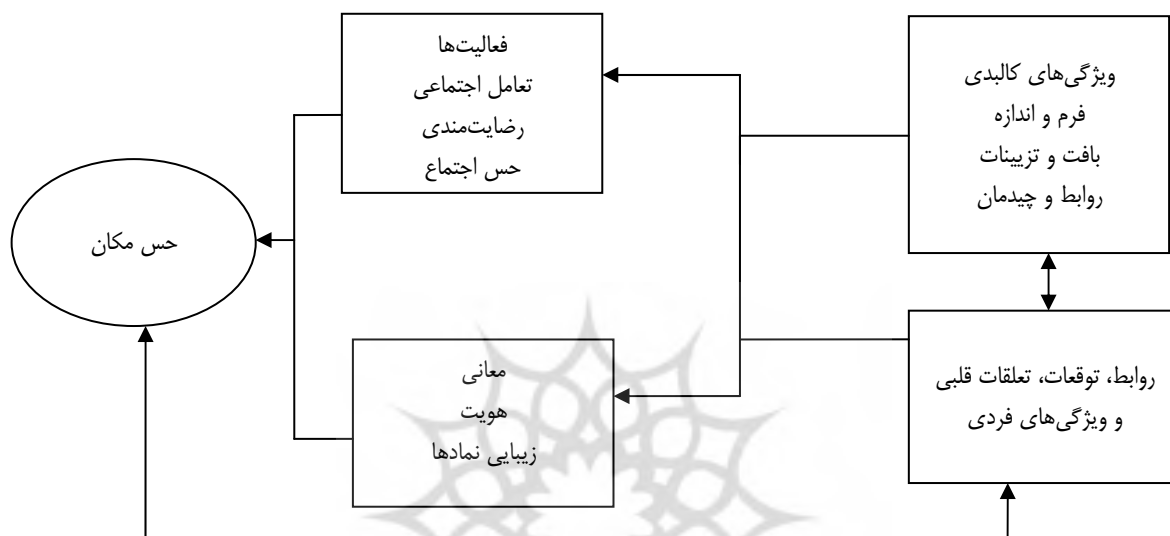 ویژگی‌های کالبدی
فرم و اندازه
بافت و تزیینات
روابط و چیدمان
روابط، توقعات، تعلقات قلبی
و ویژگی‌های فردی
فعالیت‌ها
تعامل اجتماعی
رضایت‌مندی
حس اجتماع
معانی
هویت
زیبایی نمادها
حس مکان